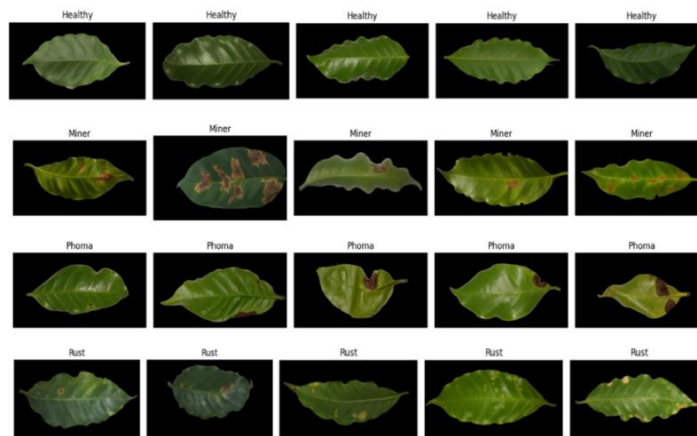 Healthy Healthy Healthy Healthy Healthy
Miner Miner Miner Miner Miner
Phoma Phoma Phoma Phoma Phoma
Rust Rust Rust Rust Rust